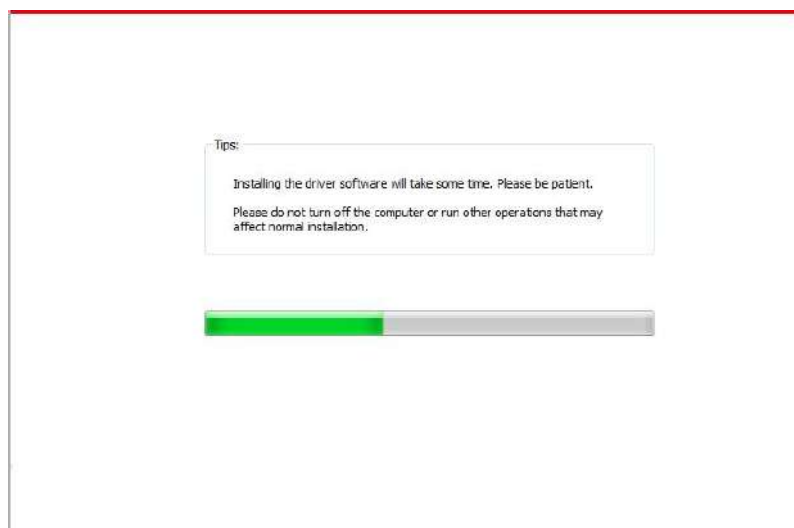 Tips:
Installing the driver software will take some time. Please be patient.
Please do not turn off the computer or run other operations that may
affect normal installation.